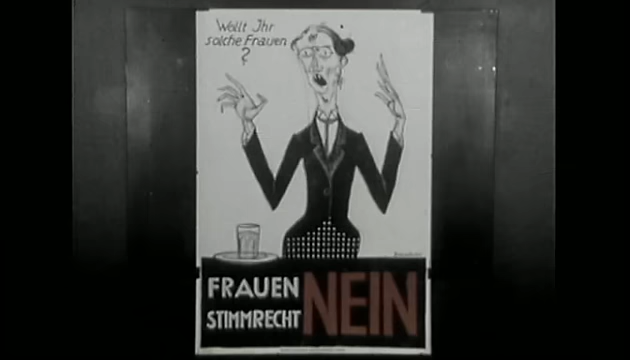 Wollt Ihr
solche Frauen
?
FRAUEN
STIMMRECHT
NEIN